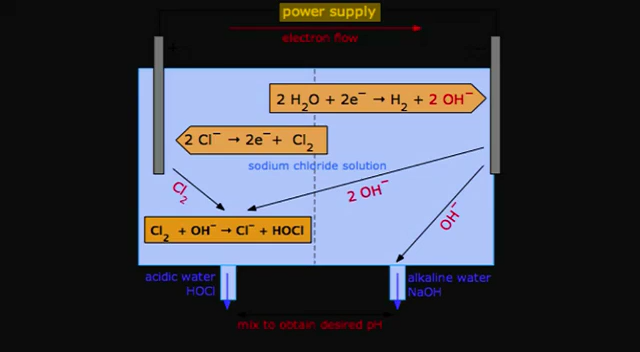 power supply
electron flow
+
−
2 H₂O + 2e⁻ → H₂ + 2 OH⁻
2 Cl⁻ → 2e⁻ + Cl₂
sodium chloride solution
Cl₂
2 OH⁻
OH⁻
Cl₂ + OH⁻ → Cl⁻ + HOCl
acidic water
HOCl
alkaline water
NaOH
mix to obtain desired pH